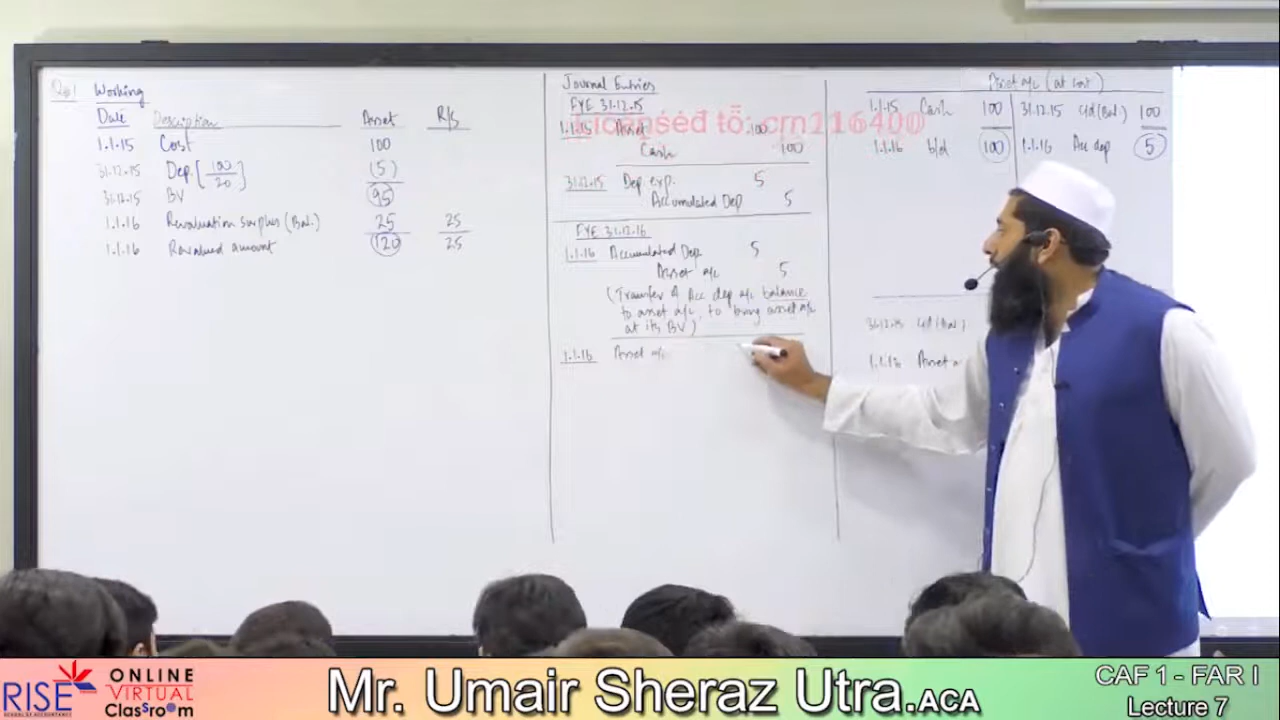 Q#1 Working
Date Description Asset R/S
1.1.15 Cost 100
31.12.15 Dep. [100/20] (5)
31.12.15 BV 95
1.1.16 Revaluation surplus (Bal.) 25 25
1.1.16 Revalued amount 120 25
Journal Entries
FYE 31.12.15
1.1.15 Asset 100
Cash 100
31.12.15 Dep exp. 5
Accumulated Dep 5
FYE 31.12.16
1.1.16 Accumulated Dep 5
Asset a/c 5
(Transfer of Acc dep a/c balance
to asset a/c, to bring asset a/c
at its BV)
1.1.16 Asset a/c
Asset a/c (at cost)
1.1.15 Cash 100 31.12.15 c/d (Bal.) 100
100 100
1.1.16 b/d 100 1.1.16 Acc dep 5
31.12.15 c/d (Bal.)
1.1.16 Asset a
Licensed to: crn116400
RISE
SCHOOL OF ACCOUNTANCY
ONLINE
VIRTUAL
Classroom
Mr. Umair Sheraz Utra.ACA
CAF 1 - FAR I
Lecture 7